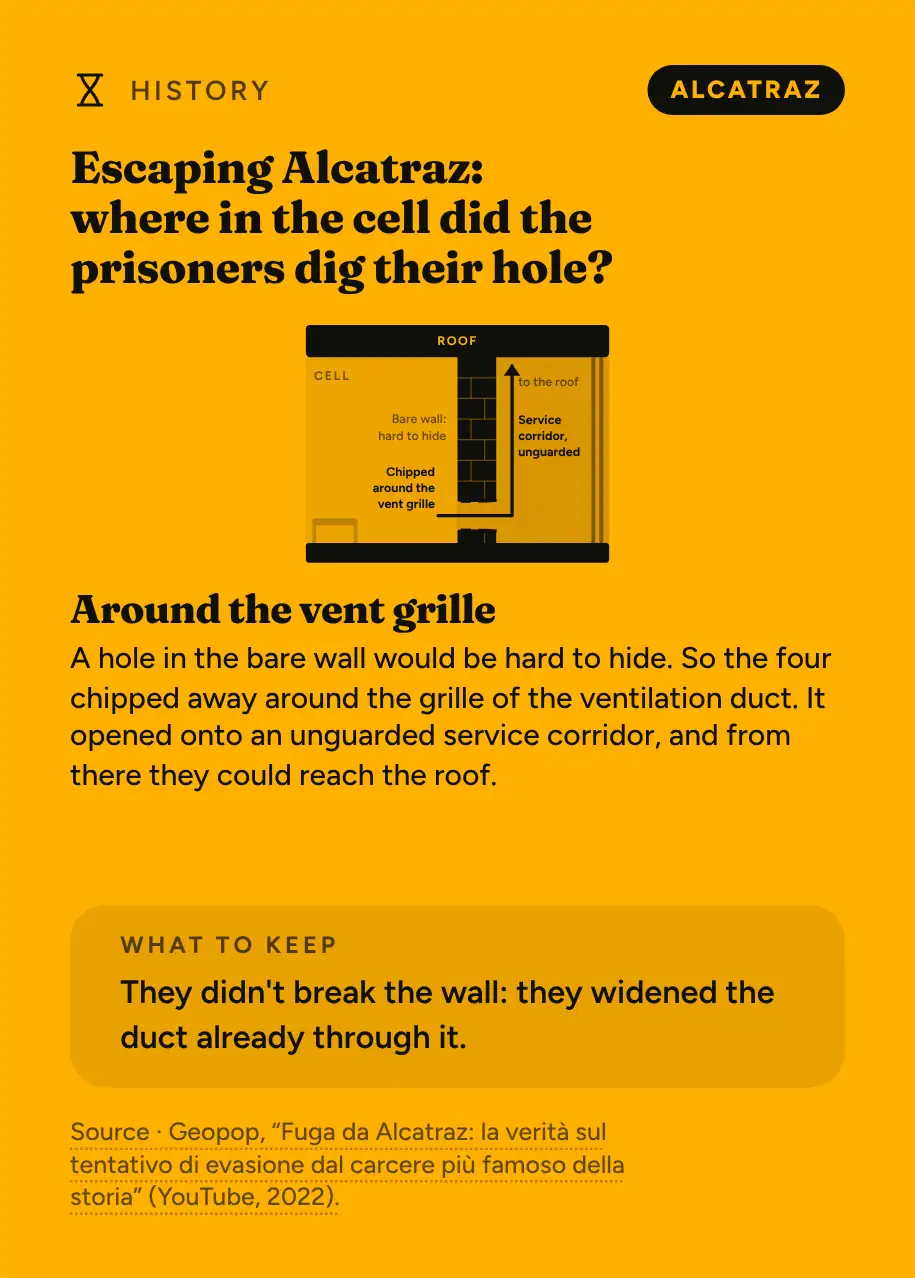 HISTORY
ALCATRAZ
Escaping Alcatraz:
where in the cell did the
prisoners dig their hole?
ROOF
CELL
to the roof
Bare wall:
hard to hide
Service
corridor,
unguarded
Chipped
around the
vent grille
Around the vent grille
A hole in the bare wall would be hard to hide. So the four
chipped away around the grille of the ventilation duct. It
opened onto an unguarded service corridor, and from
there they could reach the roof.
WHAT TO KEEP
They didn't break the wall: they widened the
duct already through it.
Source · Geopop, “Fuga da Alcatraz: la verità sul
tentativo di evasione dal carcere più famoso della
storia” (YouTube, 2022).